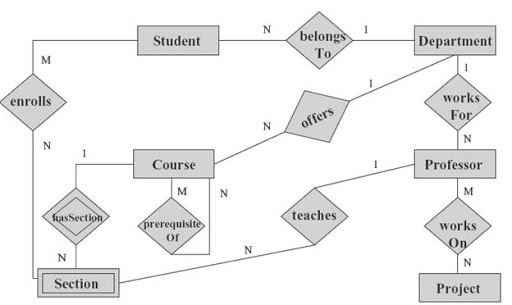 N
belongs
To
1
Student
Department
M
1
1
enrolls
offers
works
For
N
N
N
1
Course
1
Professor
M
N
M
hasSection
prerequisite
Of
teaches
works
On
N
N
N
Section
Project